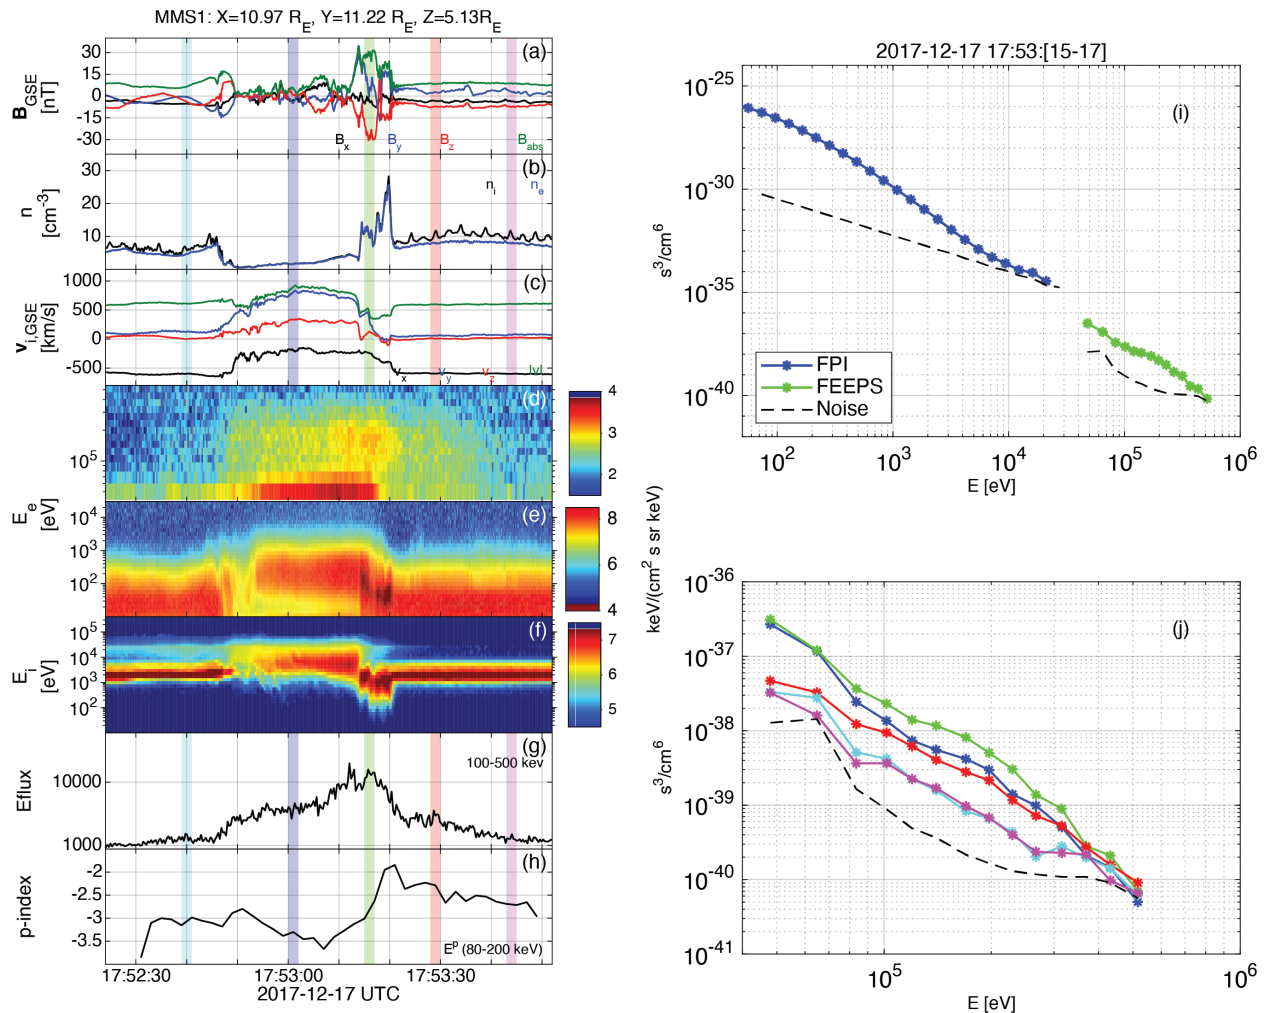 MMS1: X=10.97 R_E, Y=11.22 R_E, Z=5.13R_E
(a)
B_GSE
[nT]
30
15
0
-15
-30
B_x
B_y
B_z
B_abs
(b)
n
[cm^-3]
30
20
10
n_i
n_e
(c)
v_i,GSE
[km/s]
1000
500
0
-500
v_x
v_y
v_z
|v|
(d)
10^5
4
3
2
E_e
[eV]
(e)
10^4
10^3
10^2
8
6
4
keV/(cm^2 s sr keV)
(f)
E_i
[eV]
10^5
10^4
10^3
10^2
7
6
5
(g)
100-500 kev
Eflux
10000
1000
(h)
p-index
-2
-2.5
-3
-3.5
E^p (80-200 keV)
17:52:30
17:53:00
17:53:30
2017-12-17 UTC
2017-12-17 17:53:[15-17]
(i)
s^3/cm^6
10^-25
10^-30
10^-35
10^-40
FPI
FEEPS
Noise
10^2
10^3
10^4
10^5
10^6
E [eV]
(j)
s^3/cm^6
10^-36
10^-37
10^-38
10^-39
10^-40
10^-41
10^5
10^6
E [eV]